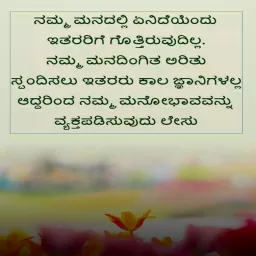 ನಮ್ಮ ಮನದಲ್ಲಿ ಏನಿದೆಯೆಂದು
ಇತರರಿಗೆ ಗೊತ್ತಿರುವುದಿಲ್ಲ.
ನಮ್ಮ ಮನದಿಂಗಿತ ಅರಿತು
ಸ್ಪಂದಿಸಲು ಇತರರು ಕಾಲ ಜ್ಞಾನಿಗಳಲ್ಲ
ಆದ್ದರಿಂದ ನಮ್ಮ ಮನೋಭಾವವನ್ನು
ವ್ಯಕ್ತಪಡಿಸುವುದು ಲೇಸು